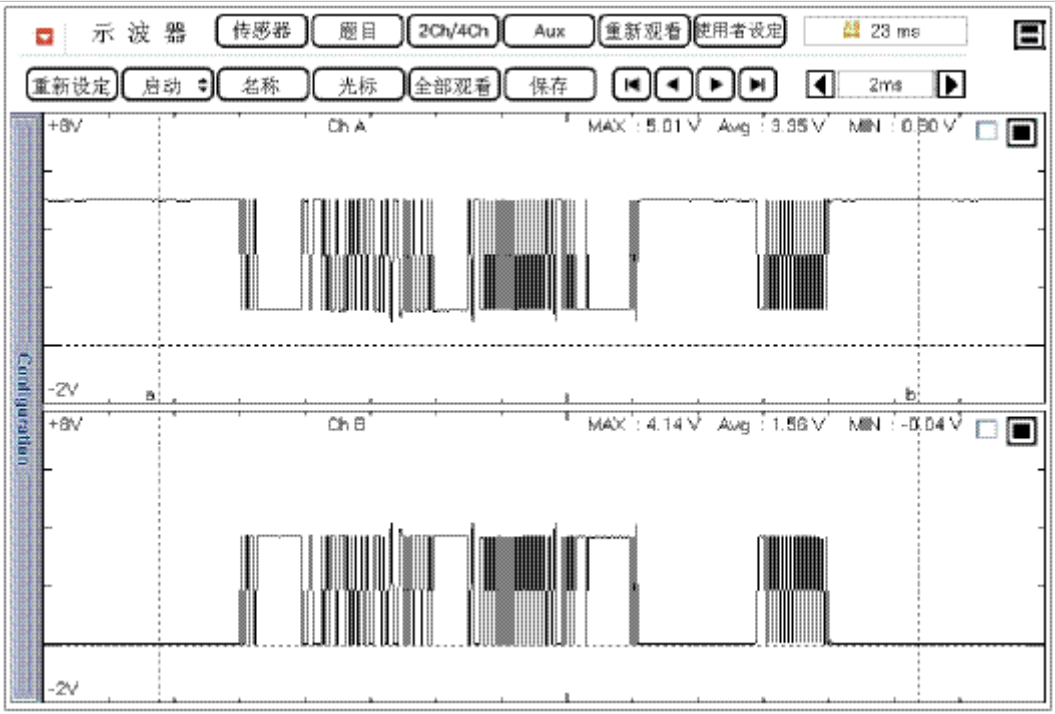 示波器 传感器 题目 2Ch/4Ch Aux 重新观看 使用者设定 23 ms
重新设定 启动 名称 光标 全部观看 保存 2ms
+8V Ch A MAX : 5.01 V Avg : 3.35 V MIN : 0.90 V
-2V a b
Configuration
+8V Ch B MAX : 4.14 V Avg : 1.56 V MIN : -0.04 V
-2V